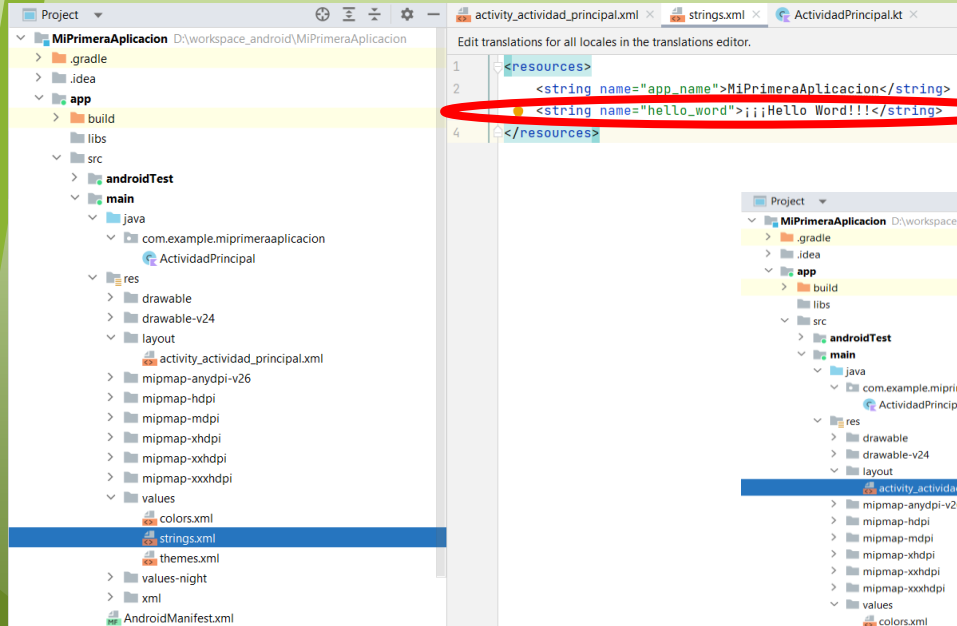 Project
MiPrimeraAplicacion D:\workspace_android\MiPrimeraAplicacion
.gradle
.idea
app
build
libs
src
androidTest
main
java
com.example.miprimeraaplicacion
ActividadPrincipal
res
drawable
drawable-v24
layout
activity_actividad_principal.xml
mipmap-anydpi-v26
mipmap-hdpi
mipmap-mdpi
mipmap-xhdpi
mipmap-xxhdpi
mipmap-xxxhdpi
values
colors.xml
strings.xml
themes.xml
values-night
xml
MF AndroidManifest.xml
activity_actividad_principal.xml strings.xml ActividadPrincipal.kt
Edit translations for all locales in the translations editor.
1 <resources>
2 <string name="app_name">MiPrimeraAplicacion</string>
<string name="hello_word">¡¡¡Hello Word!!!</string>
4 </resources>
Project
MiPrimeraAplicacion D:\workspace
.gradle
.idea
app
build
libs
src
androidTest
main
java
com.example.mipri
ActividadPrincip
res
drawable
drawable-v24
layout
activity_activida
mipmap-anydpi-v2
mipmap-hdpi
mipmap-mdpi
mipmap-xhdpi
mipmap-xxhdpi
mipmap-xxxhdpi
values
colors.xml